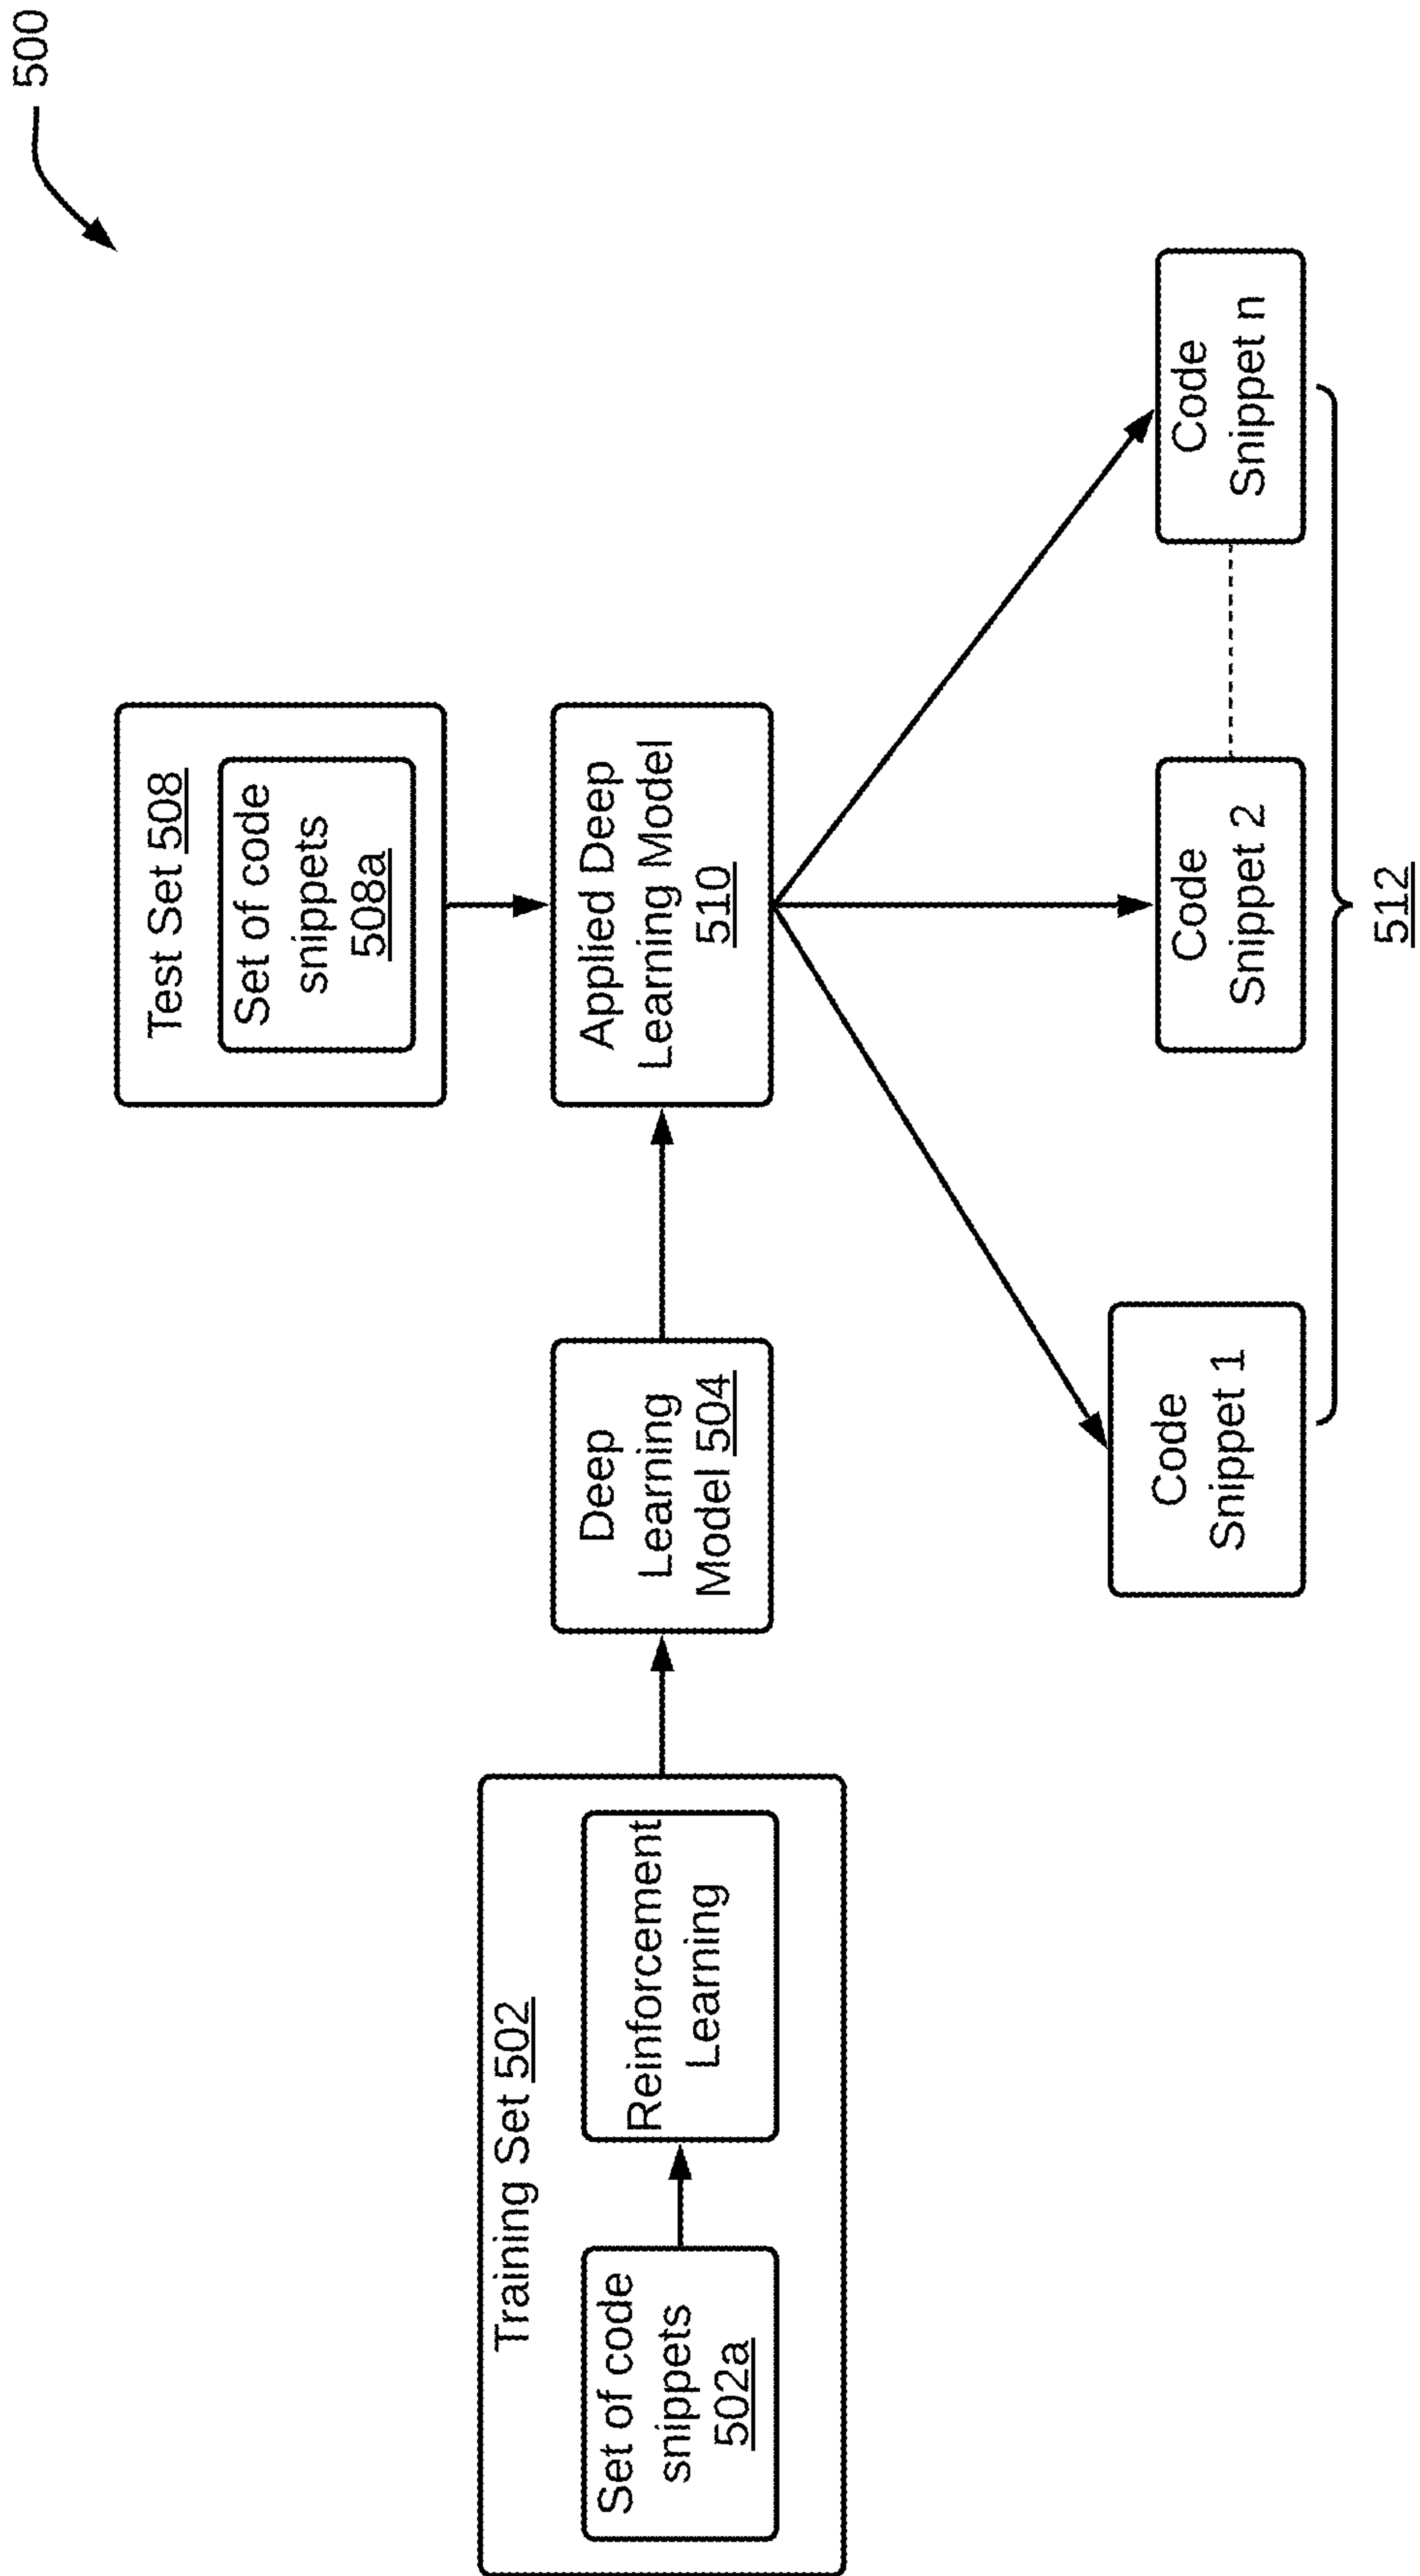 500
Test Set 508
Set of code
snippets
508a
Training Set 502
Set of code
snippets
502a
Reinforcement
Learning
Deep
Learning
Model 504
Applied Deep
Learning Model
510
Code
Snippet 1
Code
Snippet 2
Code
Snippet n
512